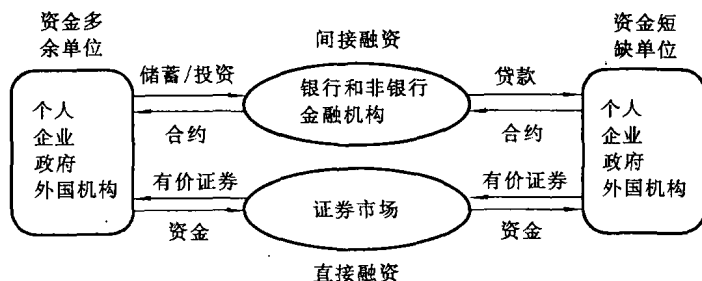 资金多
余单位
个人
企业
政府
外国机构
间接融资
储蓄/投资
合约
银行和非银行
金融机构
贷款
合约
有价证券
资金
证券市场
有价证券
资金
直接融资
资金短
缺单位
个人
企业
政府
外国机构